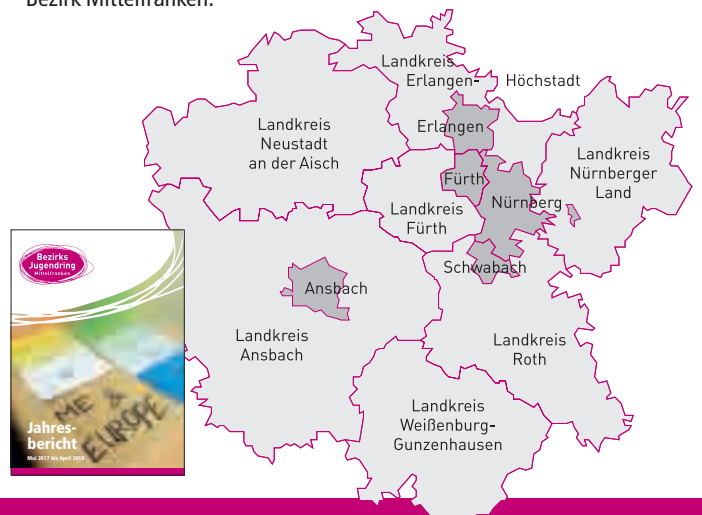 Bezirk Mittelfranken.
Landkreis
Erlangen-
Höchstadt
Erlangen
Landkreis
Neustadt
an der Aisch
Landkreis
Nürnberger
Land
Fürth
Nürnberg
Landkreis
Fürth
Schwabach
Ansbach
Landkreis
Ansbach
Landkreis
Roth
Landkreis
Weißenburg-
Gunzenhausen
Bezirks
Jugendring
Mittelfranken
ME &
EUROPE
Jahres-
bericht
Mai 2017 bis April 2018